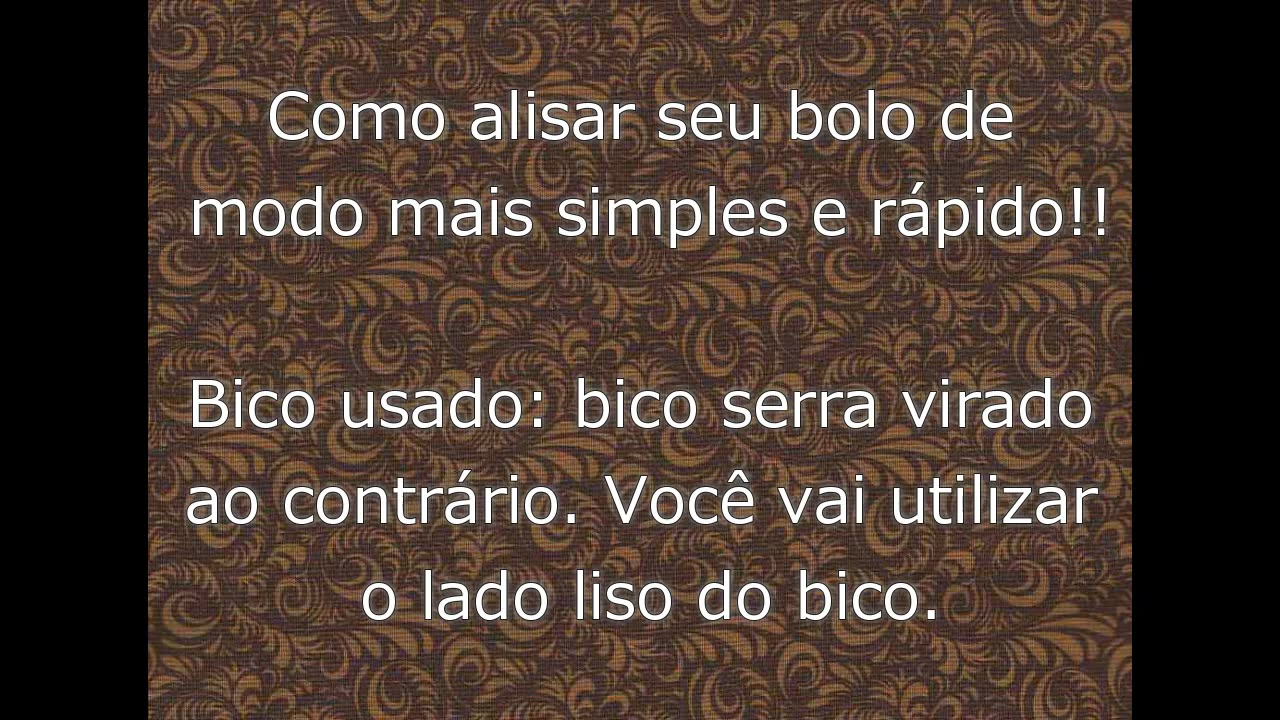 Como alisar seu bolo de
modo mais simples e rápido!!
Bico usado: bico serra virado
ao contrário. Você vai utilizar
o lado liso do bico.